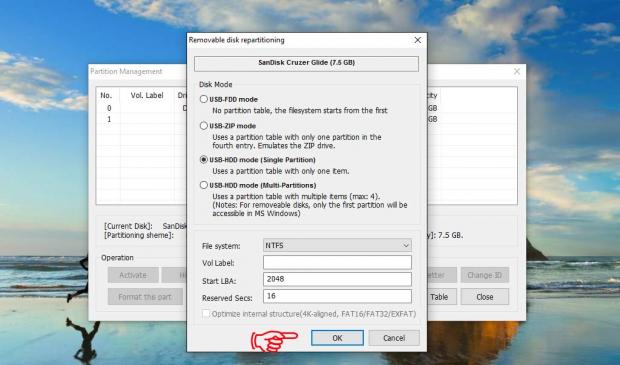 Removable disk repartitioning
SanDisk Cruzer Glide (7.5 GB)
Disk Mode
USB-FDD mode
No partition table, the filesystem starts from the first
USB-ZIP mode
Uses a partition table with only one partition in the
fourth entry. Emulates the ZIP drive.
USB-HDD mode (Single Partition)
Uses a partition table with only one item.
USB-HDD mode (Multi-Partitions)
Uses a partition table with multiple items (max: 4).
(Notes: For removeable disks, only the first partition will be
accessible in MS Windows)
File system: NTFS
Vol Label:
Start LBA: 2048
Reserved Secs: 16
Optimize internal structure(4K-aligned, FAT16/FAT32/EXFAT)
OK Cancel
Partition Management
No. Vol. Label
0 GB
1 GB
[Current Disk]:
[Partitioning sheme]: 7.5 GB.
Operation
Activate Change ID
Format this part Table Close